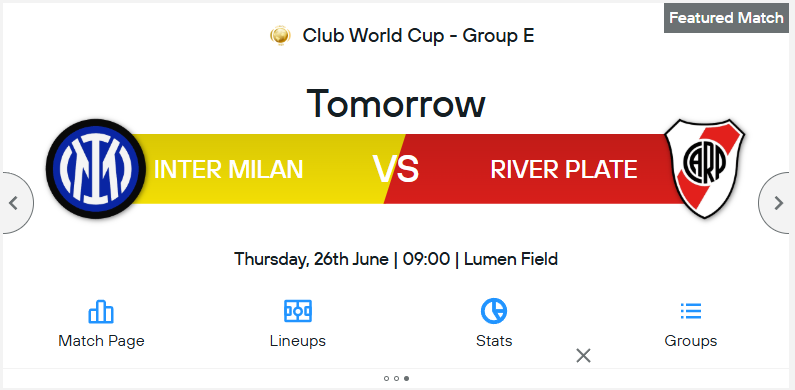 Featured Match
Club World Cup - Group E
Tomorrow
INTER MILAN VS RIVER PLATE
CARP
Thursday, 26th June | 09:00 | Lumen Field
Match Page Lineups Stats Groups